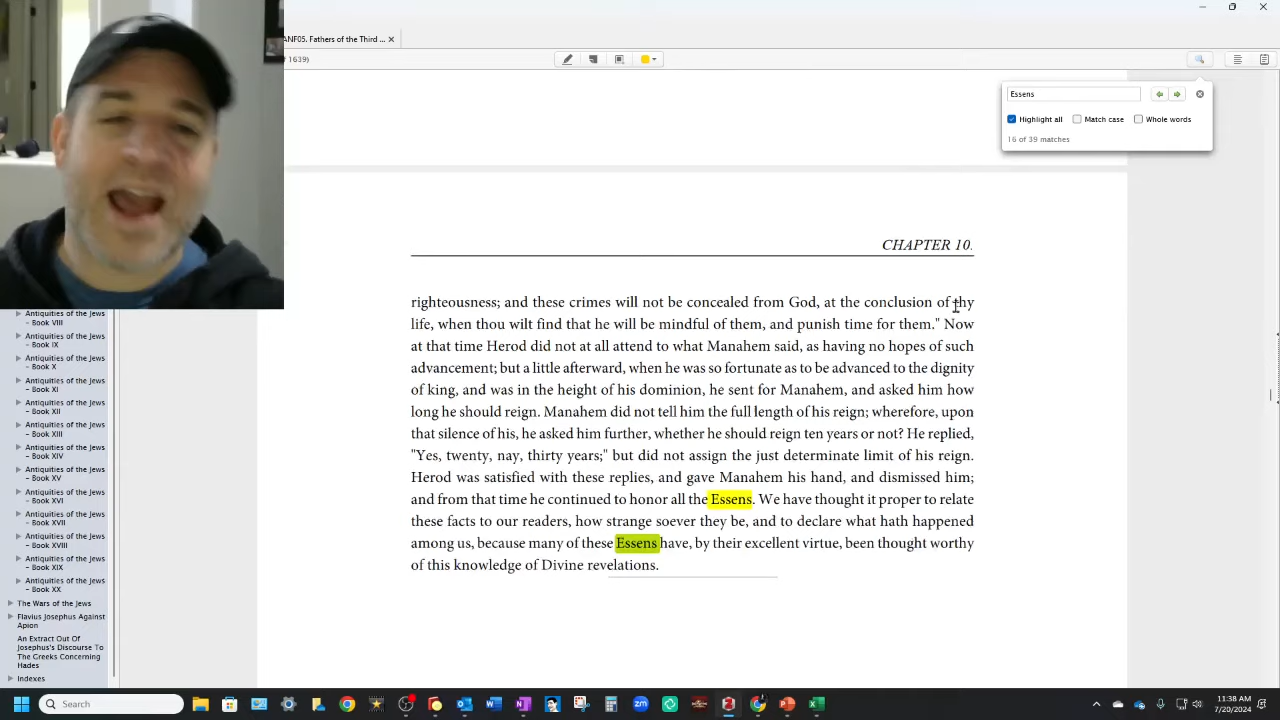 ANF05. Fathers of the Third ...
1639)
Essens
Highlight all Match case Whole words
16 of 39 matches
CHAPTER 10.
righteousness; and these crimes will not be concealed from God, at the conclusion of thy
life, when thou wilt find that he will be mindful of them, and punish time for them." Now
at that time Herod did not at all attend to what Manahem said, as having no hopes of such
advancement; but a little afterward, when he was so fortunate as to be advanced to the dignity
of king, and was in the height of his dominion, he sent for Manahem, and asked him how
long he should reign. Manahem did not tell him the full length of his reign; wherefore, upon
that silence of his, he asked him further, whether he should reign ten years or not? He replied,
"Yes, twenty, nay, thirty years;" but did not assign the just determinate limit of his reign.
Herod was satisfied with these replies, and gave Manahem his hand, and dismissed him;
and from that time he continued to honor all the Essens. We have thought it proper to relate
these facts to our readers, how strange soever they be, and to declare what hath happened
among us, because many of these Essens have, by their excellent virtue, been thought worthy
of this knowledge of Divine revelations.
Antiquities of the Jews
– Book VIII
Antiquities of the Jews
– Book IX
Antiquities of the Jews
– Book X
Antiquities of the Jews
– Book XI
Antiquities of the Jews
– Book XII
Antiquities of the Jews
– Book XIII
Antiquities of the Jews
– Book XIV
Antiquities of the Jews
– Book XV
Antiquities of the Jews
– Book XVI
Antiquities of the Jews
– Book XVII
Antiquities of the Jews
– Book XVIII
Antiquities of the Jews
– Book XIX
Antiquities of the Jews
– Book XX
The Wars of the Jews
Flavius Josephus Against
Apion
An Extract Out Of
Josephus's Discourse To
The Greeks Concerning
Hades
Indexes
Search
zm
11:38 AM
7/20/2024